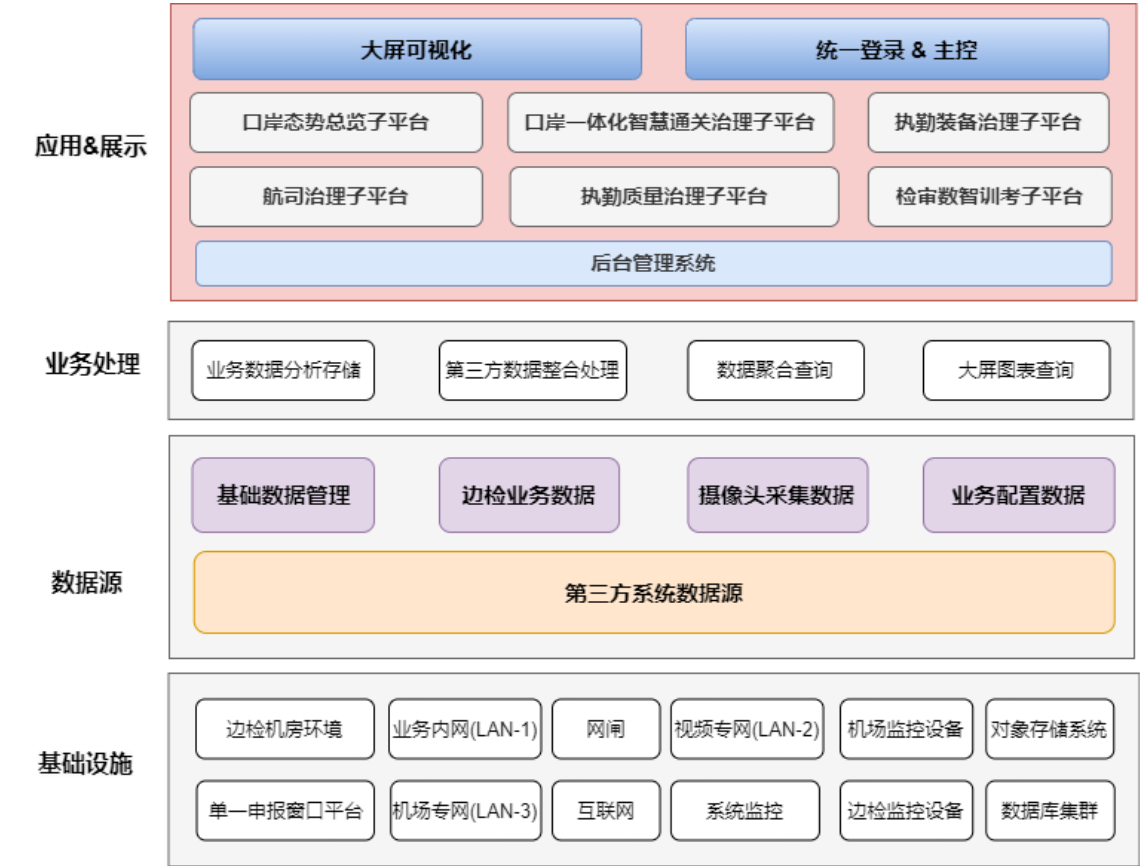 大屏可视化
统一登录 & 主控
口岸态势总览子平台
口岸一体化智慧通关治理子平台
执勤装备治理子平台
应用&展示
航司治理子平台
执勤质量治理子平台
检审数智训考子平台
后台管理系统
业务处理
业务数据分析存储
第三方数据整合处理
数据聚合查询
大屏图表查询
基础数据管理
边检业务数据
摄像头采集数据
业务配置数据
数据源
第三方系统数据源
边检机房环境
业务内网(LAN-1)
网闸
视频专网(LAN-2)
机场监控设备
对象存储系统
基础设施
单一申报窗口平台
机场专网(LAN-3)
互联网
系统监控
边检监控设备
数据库集群